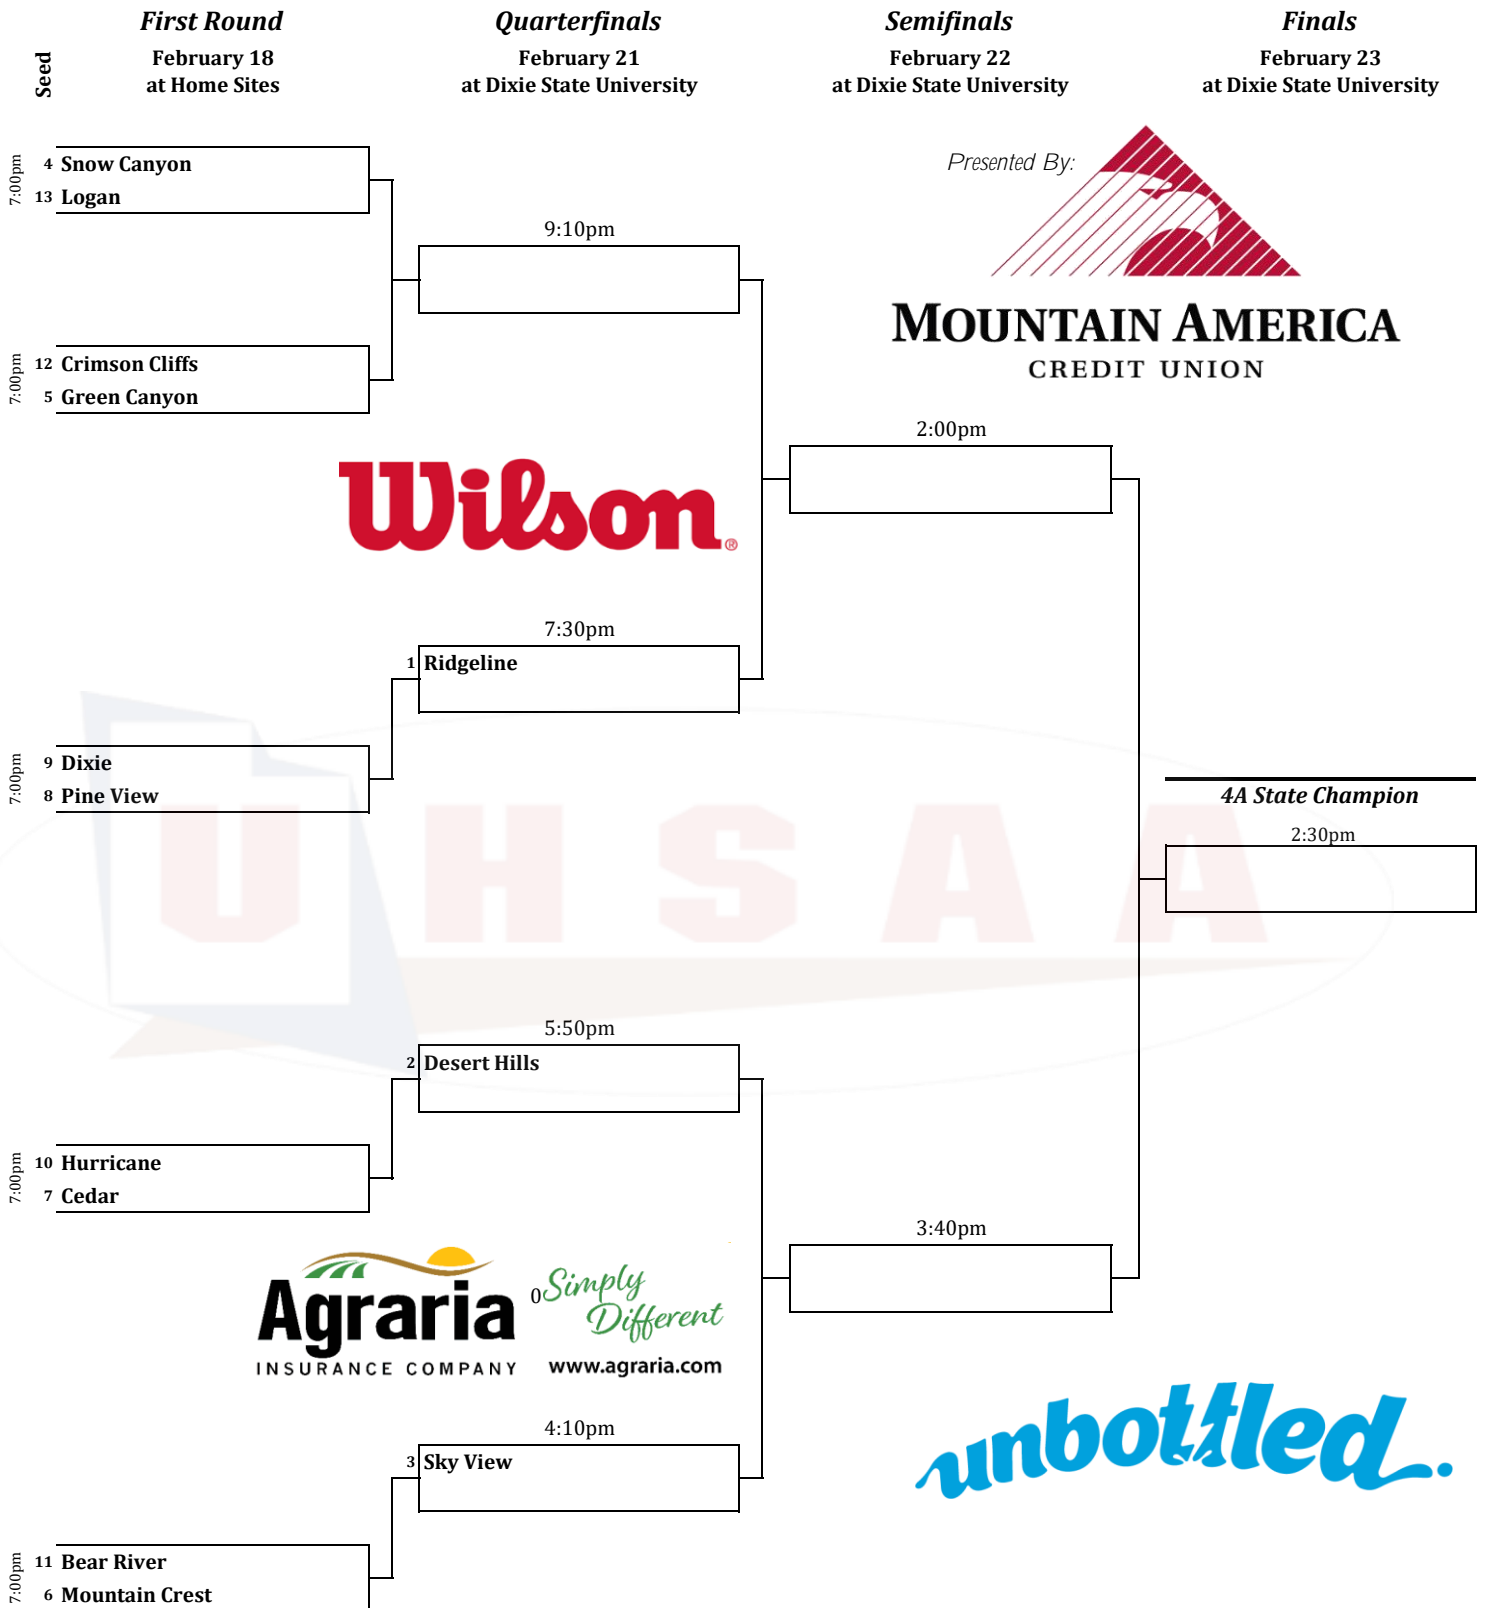 First Round
Quarterfinals
Semifinals
Finals
Seed
February 18
at Home Sites
February 21
at Dixie State University
February 22
at Dixie State University
February 23
at Dixie State University
7:00pm
4 Snow Canyon
13 Logan
Presented By:
MOUNTAIN AMERICA
CREDIT UNION
9:10pm
7:00pm
12 Crimson Cliffs
5 Green Canyon
2:00pm
Wilson®
7:30pm
1 Ridgeline
7:00pm
9 Dixie
8 Pine View
4A State Champion
2:30pm
UHSAA
5:50pm
2 Desert Hills
7:00pm
10 Hurricane
7 Cedar
3:40pm
Agraria
INSURANCE COMPANY
0
Simply
Different
www.agraria.com
4:10pm
3 Sky View
unbottled.
7:00pm
11 Bear River
6 Mountain Crest